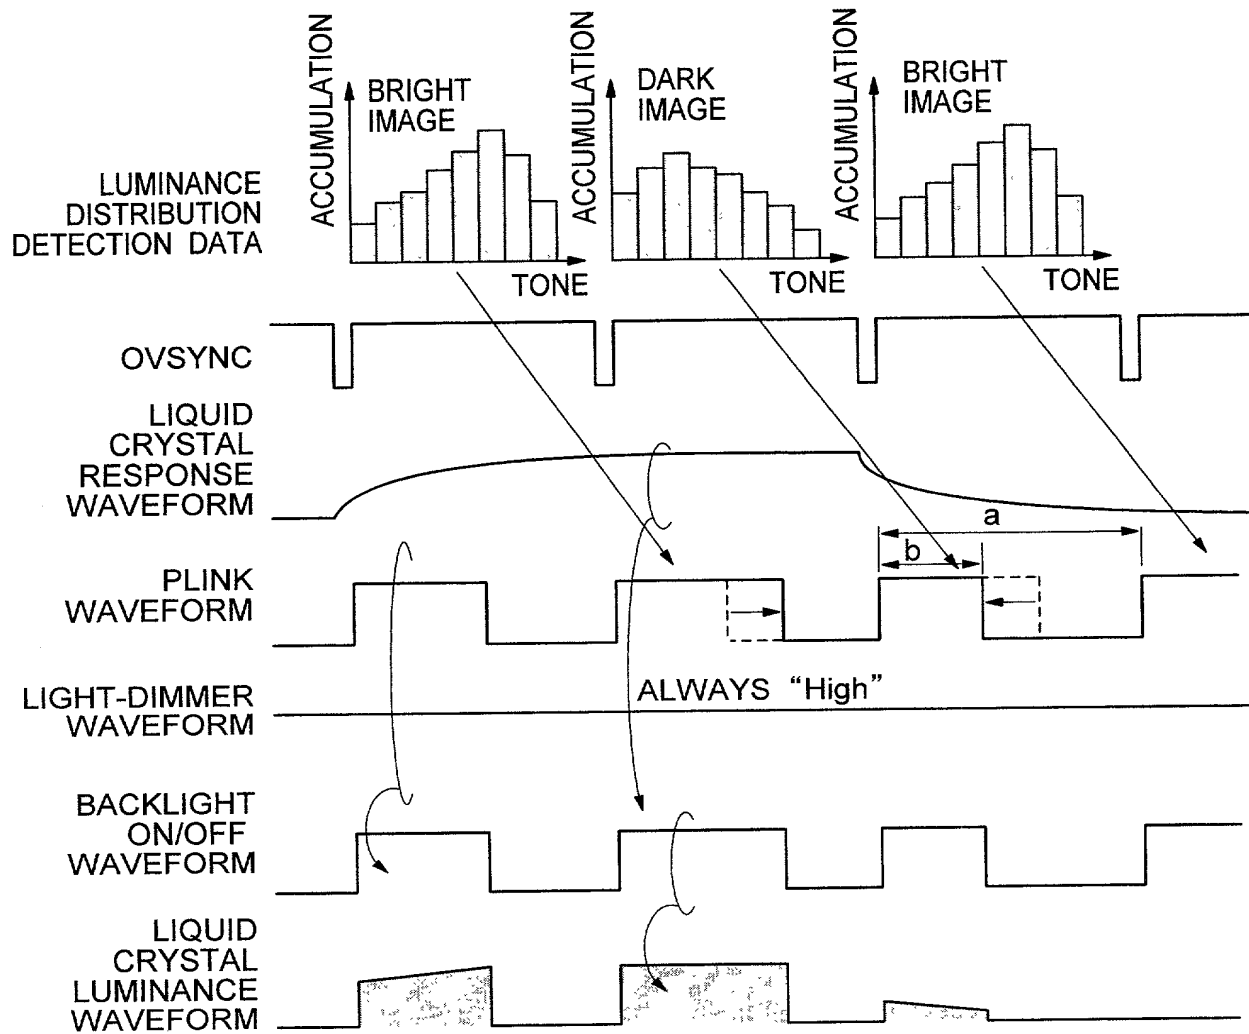 ACCUMULATION
BRIGHT
IMAGE
TONE
ACCUMULATION
DARK
IMAGE
TONE
ACCUMULATION
BRIGHT
IMAGE
TONE
LUMINANCE
DISTRIBUTION
DETECTION DATA
OVSYNC
LIQUID
CRYSTAL
RESPONSE
WAVEFORM
a
b
PLINK
WAVEFORM
LIGHT-DIMMER
WAVEFORM
ALWAYS “High”
BACKLIGHT
ON/OFF
WAVEFORM
LIQUID
CRYSTAL
LUMINANCE
WAVEFORM